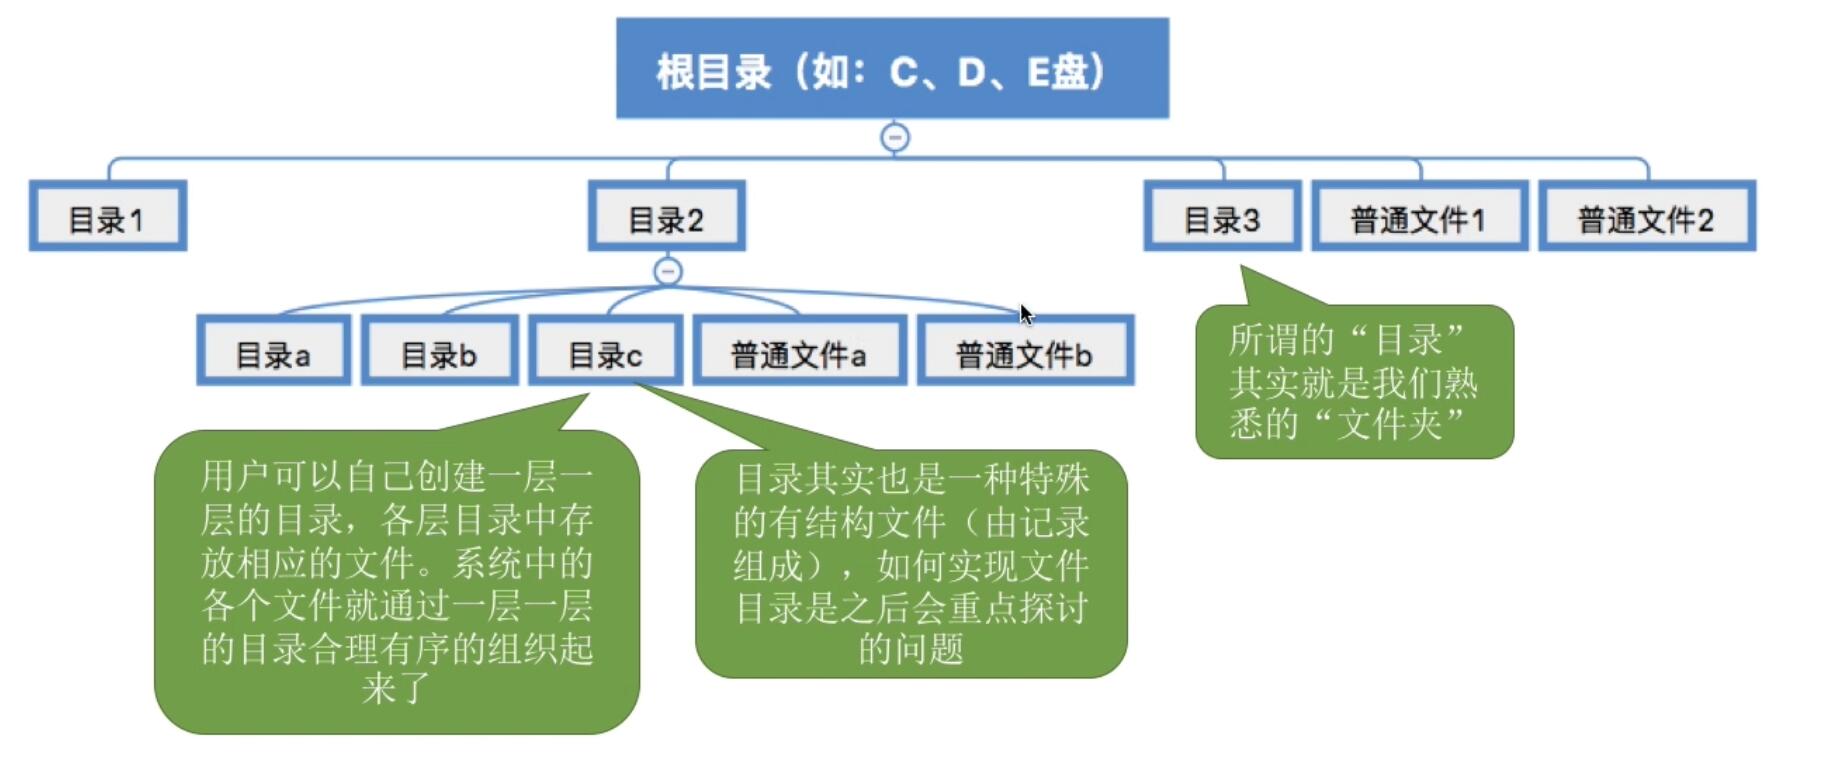 根目录（如：C、D、E盘）
目录1
目录2
目录3
普通文件1
普通文件2
目录a
目录b
目录c
普通文件a
普通文件b
所谓的“目录”
其实就是我们熟
悉的“文件夹”
用户可以自己创建一层一
层的目录，各层目录中存
放相应的文件。系统中的
各个文件就通过一层一层
的目录合理有序的组织起
来了
目录其实也是一种特殊
的有结构文件（由记录
组成），如何实现文件
目录是之后会重点探讨
的问题